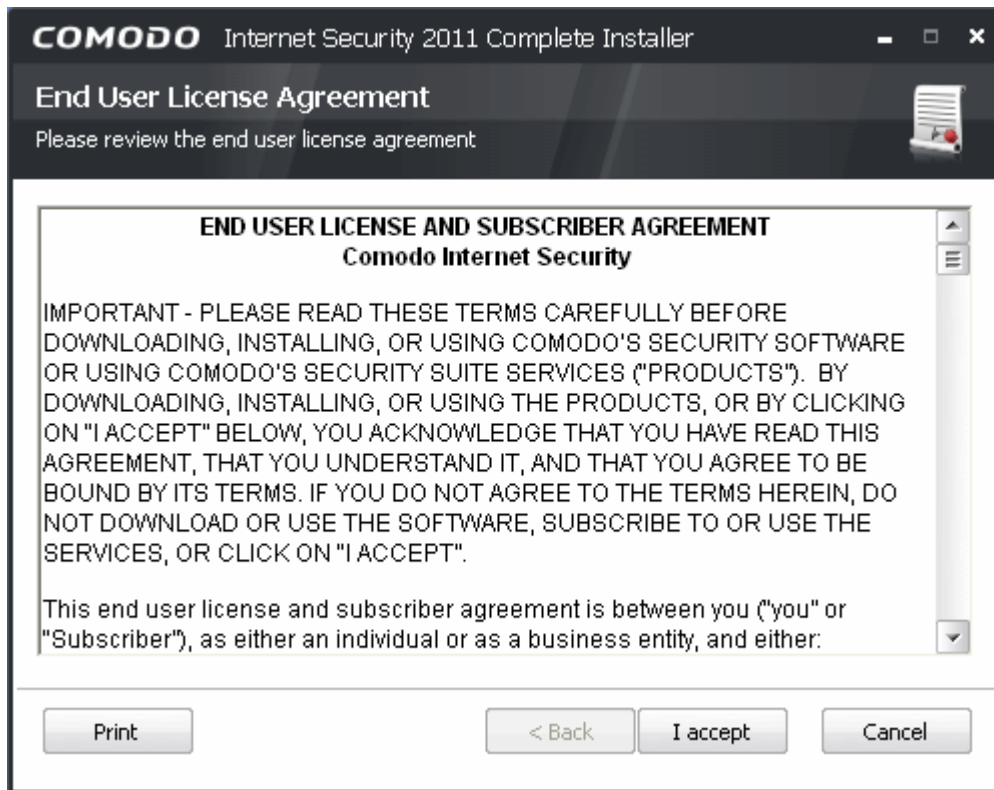 COMODO Internet Security 2011 Complete Installer
End User License Agreement
Please review the end user license agreement
END USER LICENSE AND SUBSCRIBER AGREEMENT
Comodo Internet Security
IMPORTANT - PLEASE READ THESE TERMS CAREFULLY BEFORE
DOWNLOADING, INSTALLING, OR USING COMODO'S SECURITY SOFTWARE
OR USING COMODO'S SECURITY SUITE SERVICES ("PRODUCTS").  BY
DOWNLOADING, INSTALLING, OR USING THE PRODUCTS, OR BY CLICKING
ON "I ACCEPT" BELOW, YOU ACKNOWLEDGE THAT YOU HAVE READ THIS
AGREEMENT, THAT YOU UNDERSTAND IT, AND THAT YOU AGREE TO BE
BOUND BY ITS TERMS. IF YOU DO NOT AGREE TO THE TERMS HEREIN, DO
NOT DOWNLOAD OR USE THE SOFTWARE, SUBSCRIBE TO OR USE THE
SERVICES, OR CLICK ON "I ACCEPT".
This end user license and subscriber agreement is between you ("you" or
"Subscriber"), as either an individual or as a business entity, and either:
Print
< Back
I accept
Cancel